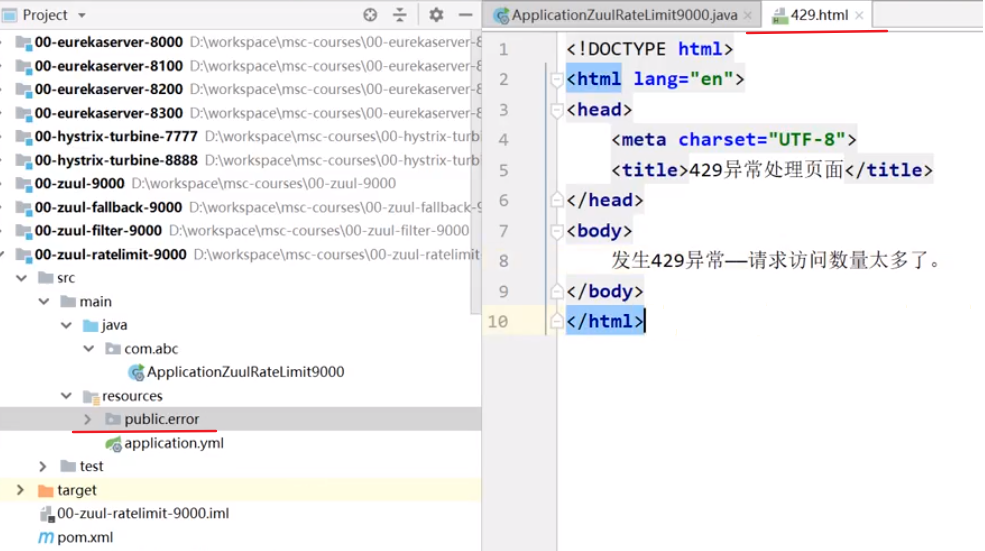 Project
00-eurekaserver-8000 D:\workspace\msc-courses\00-eurekaserver-8
00-eurekaserver-8100 D:\workspace\msc-courses\00-eurekaserver-8
00-eurekaserver-8200 D:\workspace\msc-courses\00-eurekaserver-8
00-eurekaserver-8300 D:\workspace\msc-courses\00-eurekaserver-8
00-hystrix-turbine-7777 D:\workspace\msc-courses\00-hystrix-turb
00-hystrix-turbine-8888 D:\workspace\msc-courses\00-hystrix-turb
00-zuul-9000 D:\workspace\msc-courses\00-zuul-9000
00-zuul-fallback-9000 D:\workspace\msc-courses\00-zuul-fallback-9
00-zuul-filter-9000 D:\workspace\msc-courses\00-zuul-filter-9000
00-zuul-ratelimit-9000 D:\workspace\msc-courses\00-zuul-ratelimit
src
main
java
com.abc
ApplicationZuulRateLimit9000
resources
public.error
application.yml
test
target
00-zuul-ratelimit-9000.iml
pom.xml
ApplicationZuulRateLimit9000.java
429.html
1 <!DOCTYPE html>
2 <html lang="en">
3 <head>
4 <meta charset="UTF-8">
5 <title>429异常处理页面</title>
6 </head>
7 <body>
8 发生429异常——请求访问数量太多了。
9 </body>
10 </html>